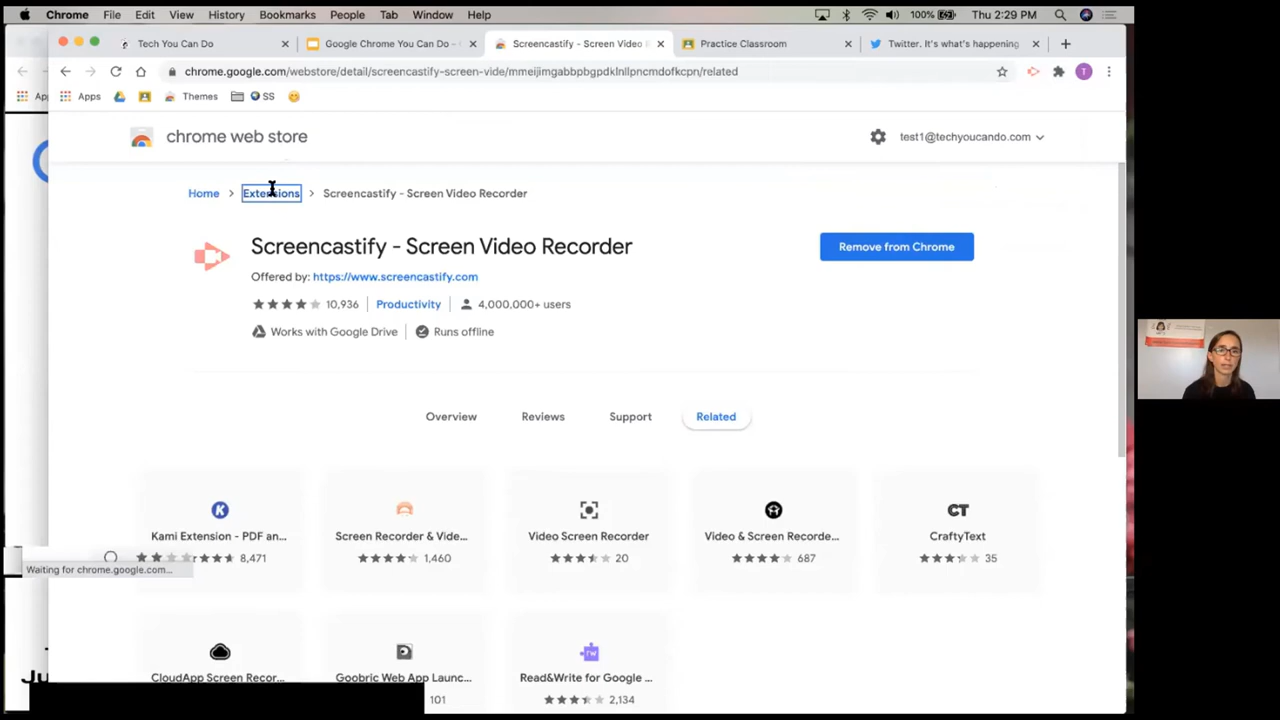 Chrome File Edit View History Bookmarks People Tab Window Help 100% Thu 2:29 PM
Tech You Can Do Google Chrome You Can Do - Screencastify - Screen Video R Practice Classroom Twitter. It's what's happening
chrome.google.com/webstore/detail/screencastify-screen-vide/mmeijimgabbpbgpdklnllpncmdofkcpn/related T
Ap Apps Themes SS
chrome web store test1@techyoucando.com
Home > Extensions > Screencastify - Screen Video Recorder
Screencastify - Screen Video Recorder Remove from Chrome
Offered by: https://www.screencastify.com
10,936 Productivity 4,000,000+ users
Works with Google Drive Runs offline
Overview Reviews Support Related
K CT
Kami Extension - PDF an... Screen Recorder & Vide... Video Screen Recorder Video & Screen Recorde... CraftyText
8,471 1,460 20 687 35
Waiting for chrome.google.com...
rw
CloudApp Screen Recor... Goobric Web App Launc... Read&Write for Google ...
Ju 101 2,134